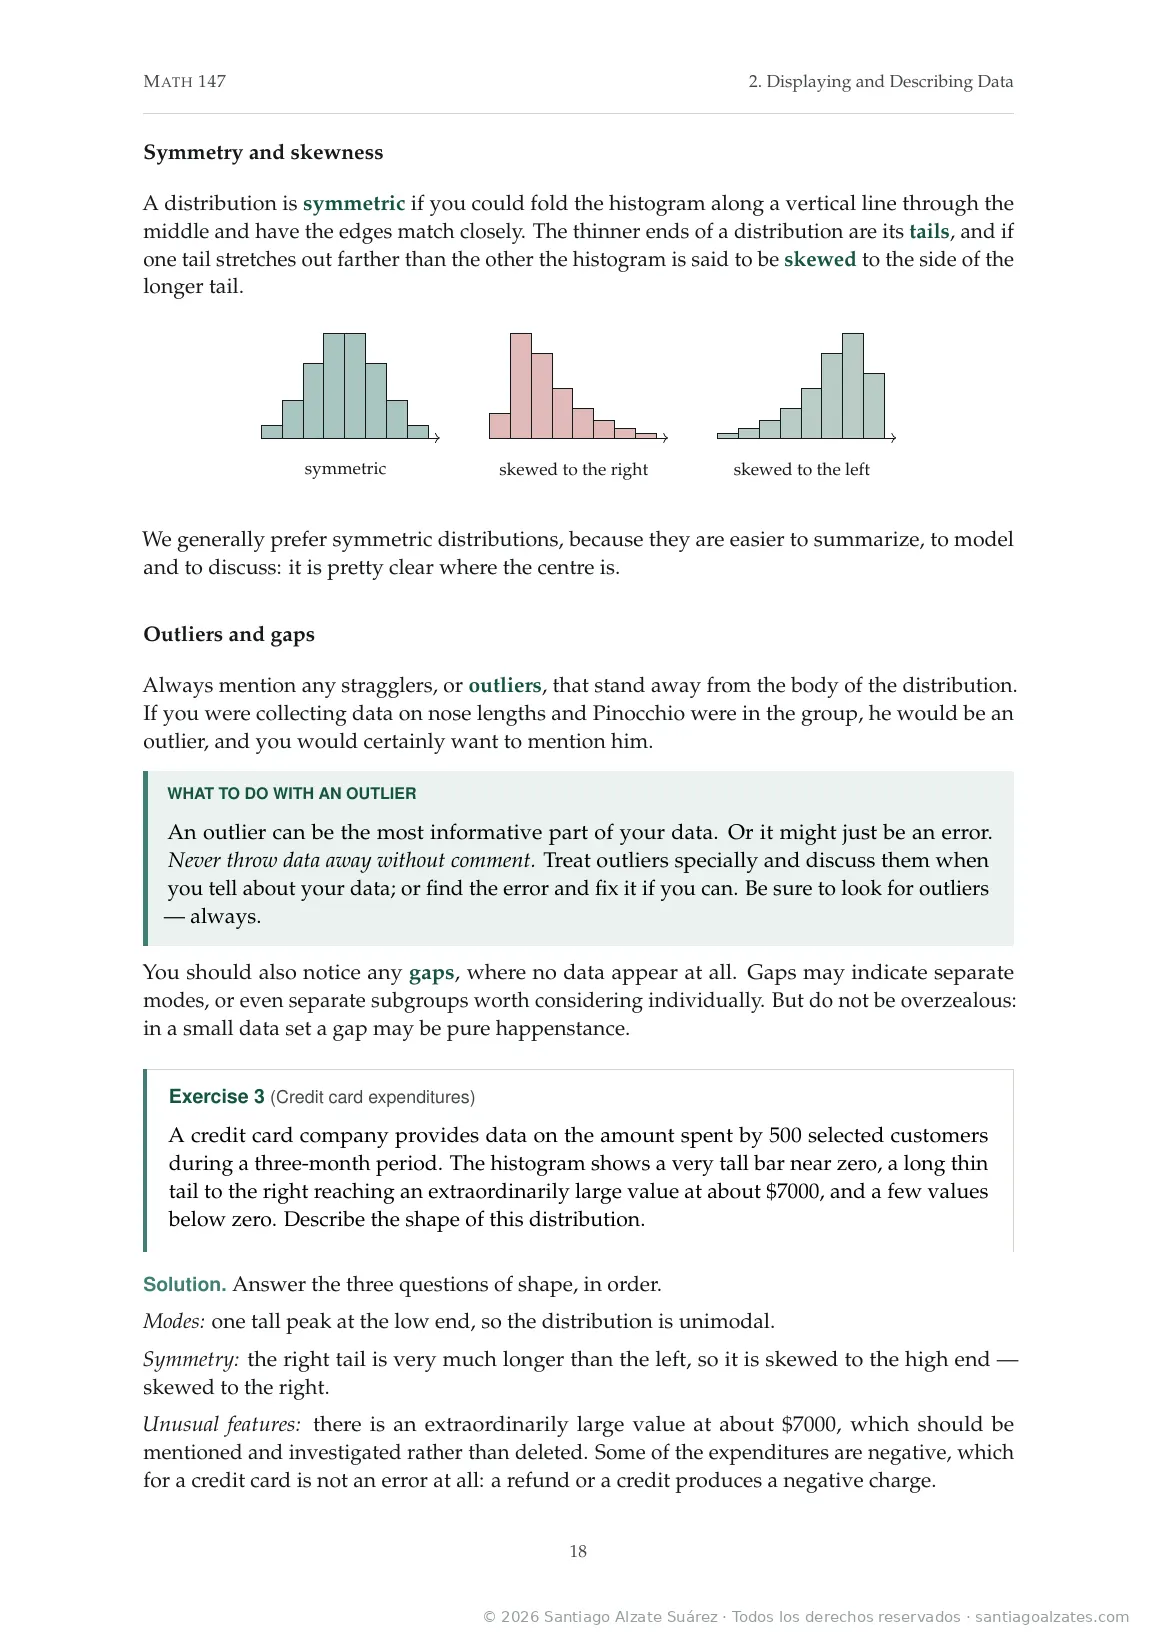 MATH 147
2. Displaying and Describing Data
Symmetry and skewness
A distribution is symmetric if you could fold the histogram along a vertical line through the
middle and have the edges match closely. The thinner ends of a distribution are its tails, and if
one tail stretches out farther than the other the histogram is said to be skewed to the side of the
longer tail.
symmetric
skewed to the right
skewed to the left
We generally prefer symmetric distributions, because they are easier to summarize, to model
and to discuss: it is pretty clear where the centre is.
Outliers and gaps
Always mention any stragglers, or outliers, that stand away from the body of the distribution.
If you were collecting data on nose lengths and Pinocchio were in the group, he would be an
outlier, and you would certainly want to mention him.
WHAT TO DO WITH AN OUTLIER
An outlier can be the most informative part of your data. Or it might just be an error.
Never throw data away without comment. Treat outliers specially and discuss them when
you tell about your data; or find the error and fix it if you can. Be sure to look for outliers
— always.
You should also notice any gaps, where no data appear at all. Gaps may indicate separate
modes, or even separate subgroups worth considering individually. But do not be overzealous:
in a small data set a gap may be pure happenstance.
Exercise 3 (Credit card expenditures)
A credit card company provides data on the amount spent by 500 selected customers
during a three-month period. The histogram shows a very tall bar near zero, a long thin
tail to the right reaching an extraordinarily large value at about $7000, and a few values
below zero. Describe the shape of this distribution.
Solution. Answer the three questions of shape, in order.
Modes: one tall peak at the low end, so the distribution is unimodal.
Symmetry: the right tail is very much longer than the left, so it is skewed to the high end —
skewed to the right.
Unusual features: there is an extraordinarily large value at about $7000, which should be
mentioned and investigated rather than deleted. Some of the expenditures are negative, which
for a credit card is not an error at all: a refund or a credit produces a negative charge.
18
© 2026 Santiago Alzate Suárez · Todos los derechos reservados · santiagoalzates.com